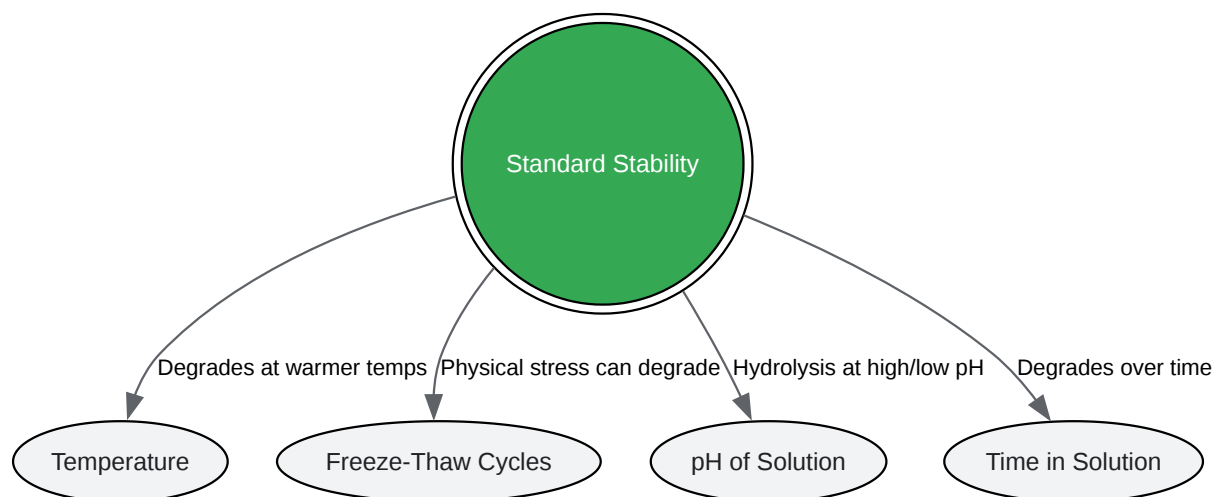 Standard Stability
Degrades at warmer temps
Physical stress can degrade
Hydrolysis at high/low pH
Degrades over time
Temperature
Freeze-Thaw Cycles
pH of Solution
Time in Solution